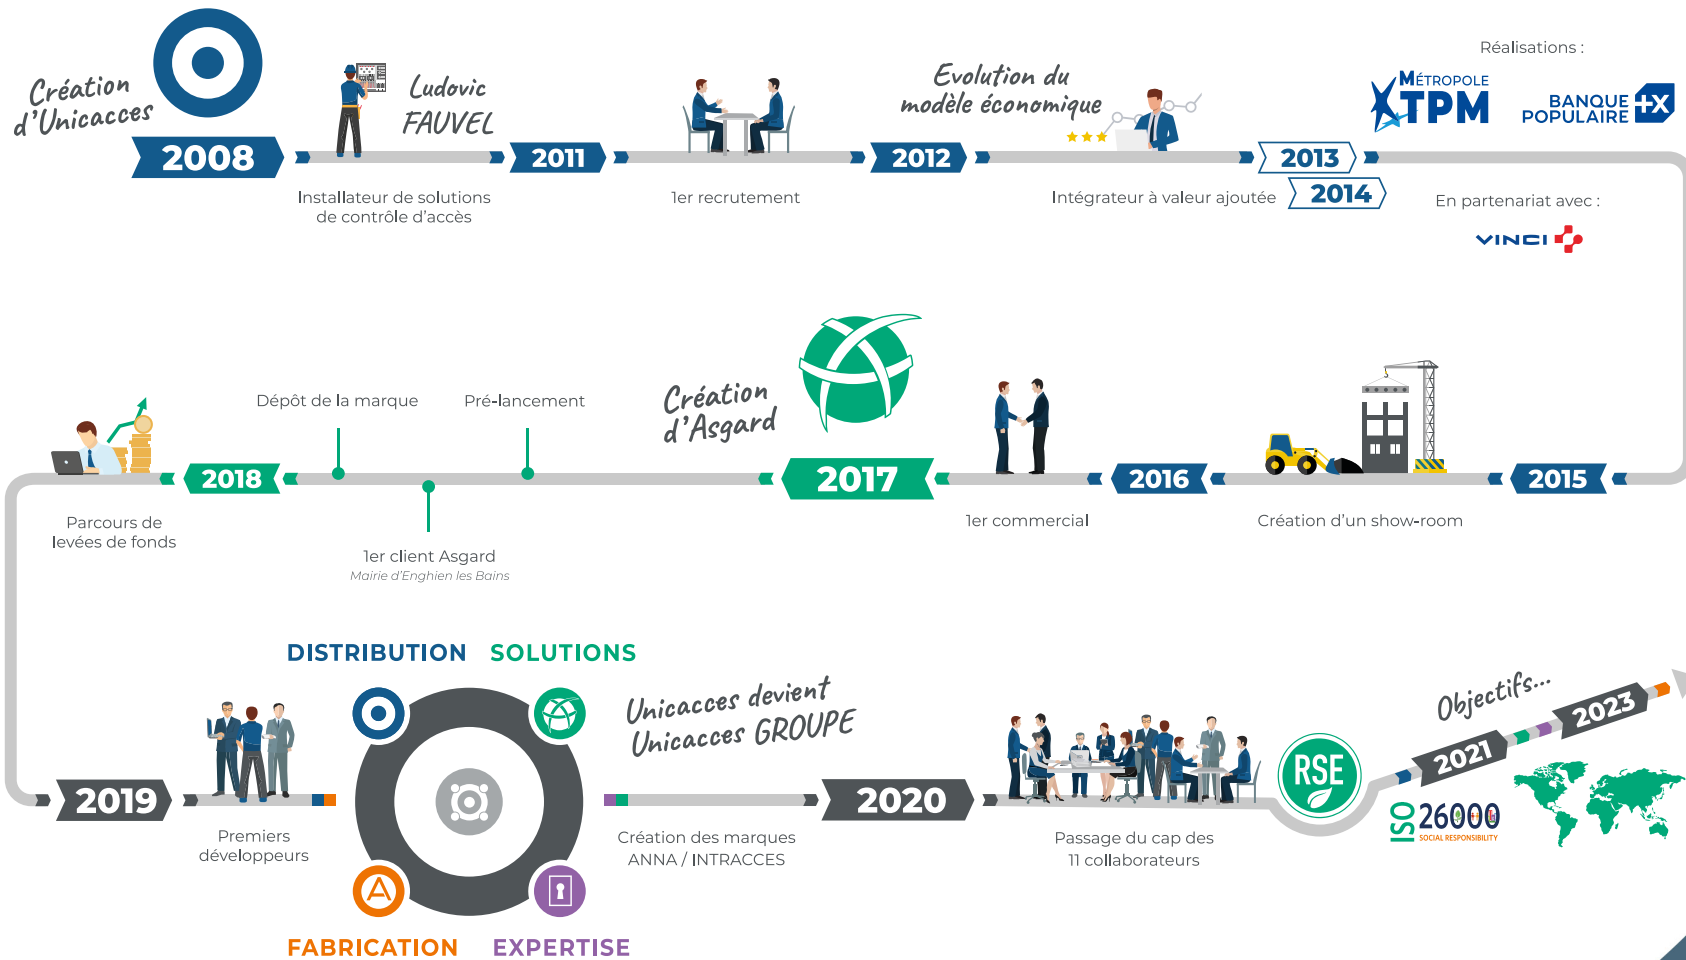 Création
d'Unicacces
2008
Ludovic
FAUVEL
Installateur de solutions
de contrôle d'accès
2011
1er recrutement
2012
Evolution du
modèle économique
Intégrateur à valeur ajoutée
2013
2014
Réalisations :
MÉTROPOLE
TPM
BANQUE
POPULAIRE
En partenariat avec :
VINCI
2015
Création d'un show-room
2016
1er commercial
Création
d'Asgard
2017
Pré-lancement
1er client Asgard
Mairie d'Enghien les Bains
Dépôt de la marque
2018
Parcours de
levées de fonds
2019
Premiers
développeurs
DISTRIBUTION SOLUTIONS
FABRICATION EXPERTISE
Unicacces devient
Unicacces GROUPE
Création des marques
ANNA / INTRACCES
2020
Passage du cap des
11 collaborateurs
RSE
Objectifs...
2021
2023
ISO 26000
SOCIAL RESPONSIBILITY